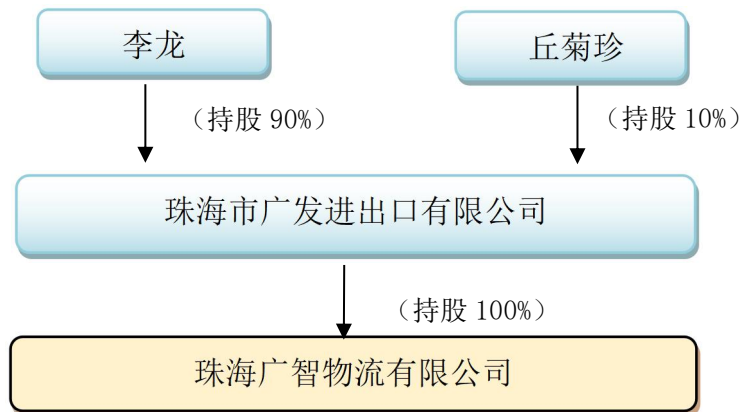 李龙
丘菊珍
（持股 90%）
（持股 10%）
珠海市广发进出口有限公司
（持股 100%）
珠海广智物流有限公司